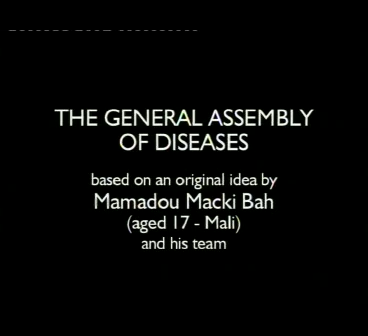 THE GENERAL ASSEMBLY
OF DISEASES
based on an original idea by
Mamadou Macki Bah
(aged 17 - Mali)
and his team